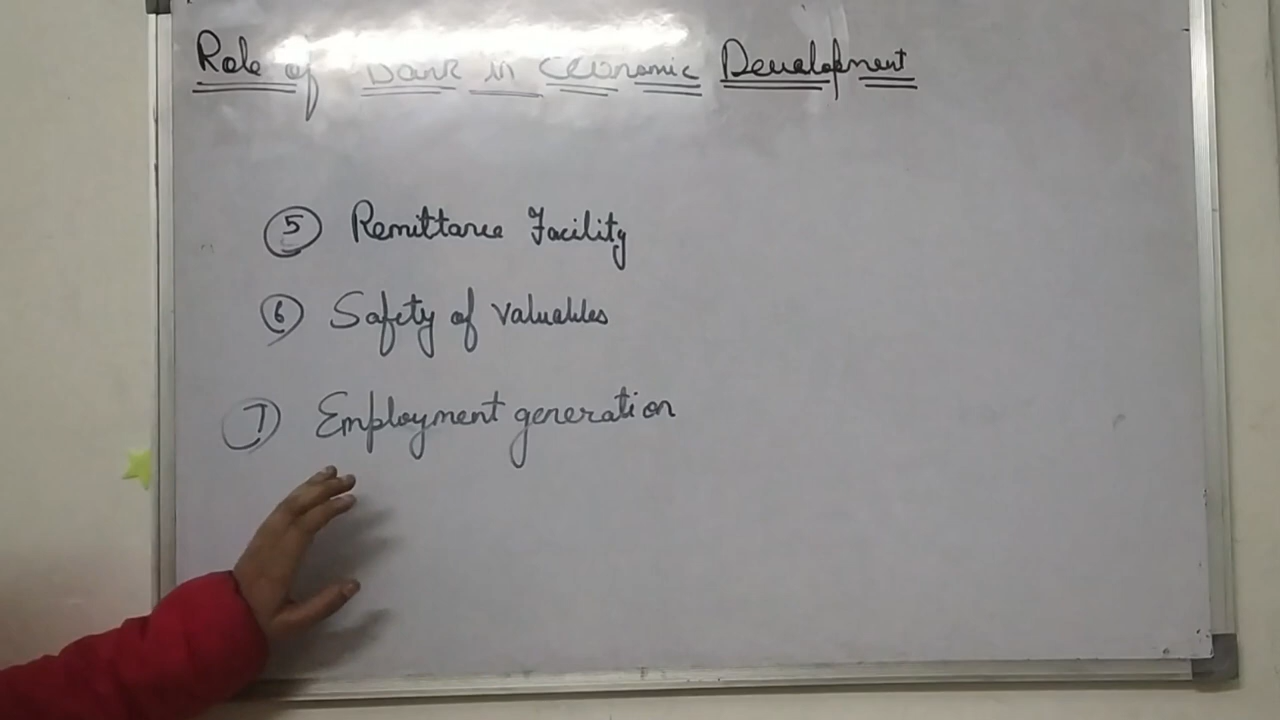 Role of Bank in Economic Development
5 Remittance Facility
6 Safety of Valuables
7 Employment generation